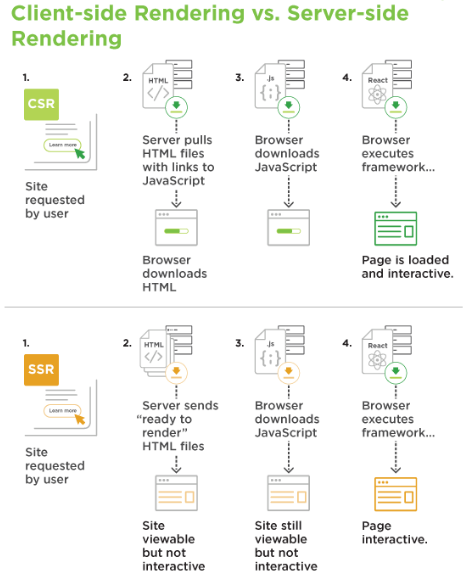 Client-side Rendering vs. Server-side
Rendering
1.
CSR
Learn more
Site
requested
by user
2.
HTML
</>
Server pulls
HTML files
with links to
JavaScript
Browser
downloads
HTML
3.
.js
{;}
Browser
downloads
JavaScript
4.
React
Browser
executes
framework...
Page is loaded
and interactive.
1.
SSR
Learn more
Site
requested
by user
2.
HTML
</>
Server sends
"ready to
render"
HTML files
Site
viewable
but not
interactive
3.
.js
{;}
Browser
downloads
JavaScript
Site still
viewable
but not
interactive
4.
React
Browser
executes
framework...
Page
interactive.